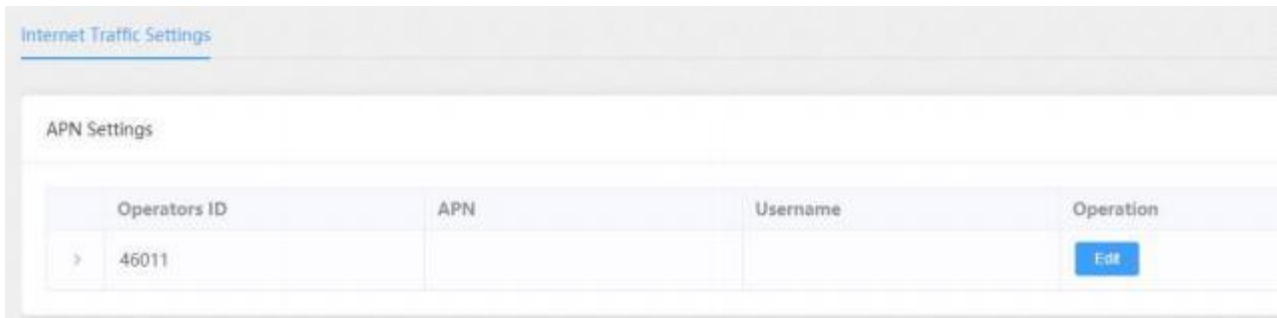 Internet Traffic Settings
APN Settings
Operators ID APN Username Operation
46011 Edit